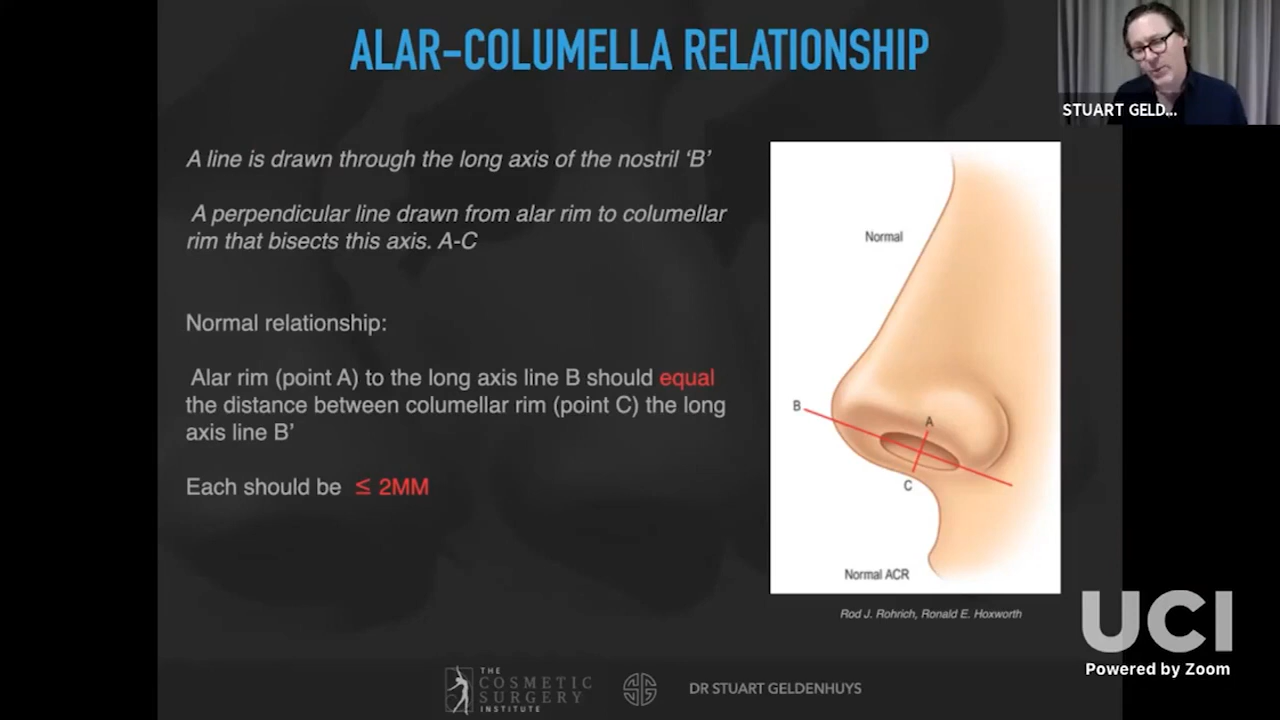 ALAR-COLUMELLA RELATIONSHIP
STUART GELD...
A line is drawn through the long axis of the nostril ‘B’
A perpendicular line drawn from alar rim to columellar
rim that bisects this axis. A-C
Normal relationship:
Alar rim (point A) to the long axis line B should equal
the distance between columellar rim (point C) the long
axis line B’
Each should be ≤ 2MM
Normal
B
A
C
Normal ACR
Rod J. Rohrich, Ronald E. Hoxworth
UCI
Powered by Zoom
THE
COSMETIC
SURGERY
INSTITUTE
DR STUART GELDENHUYS